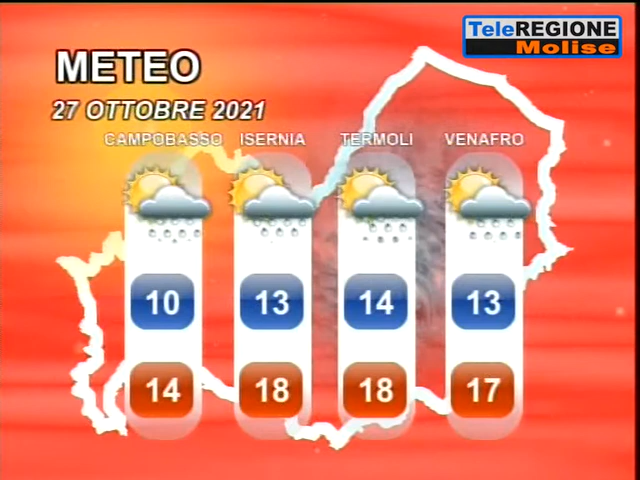 TeleREGIONE
Molise
METEO
27 OTTOBRE 2021
CAMPOBASSO ISERNIA TERMOLI VENAFRO
10 13 14 13
14 18 18 17